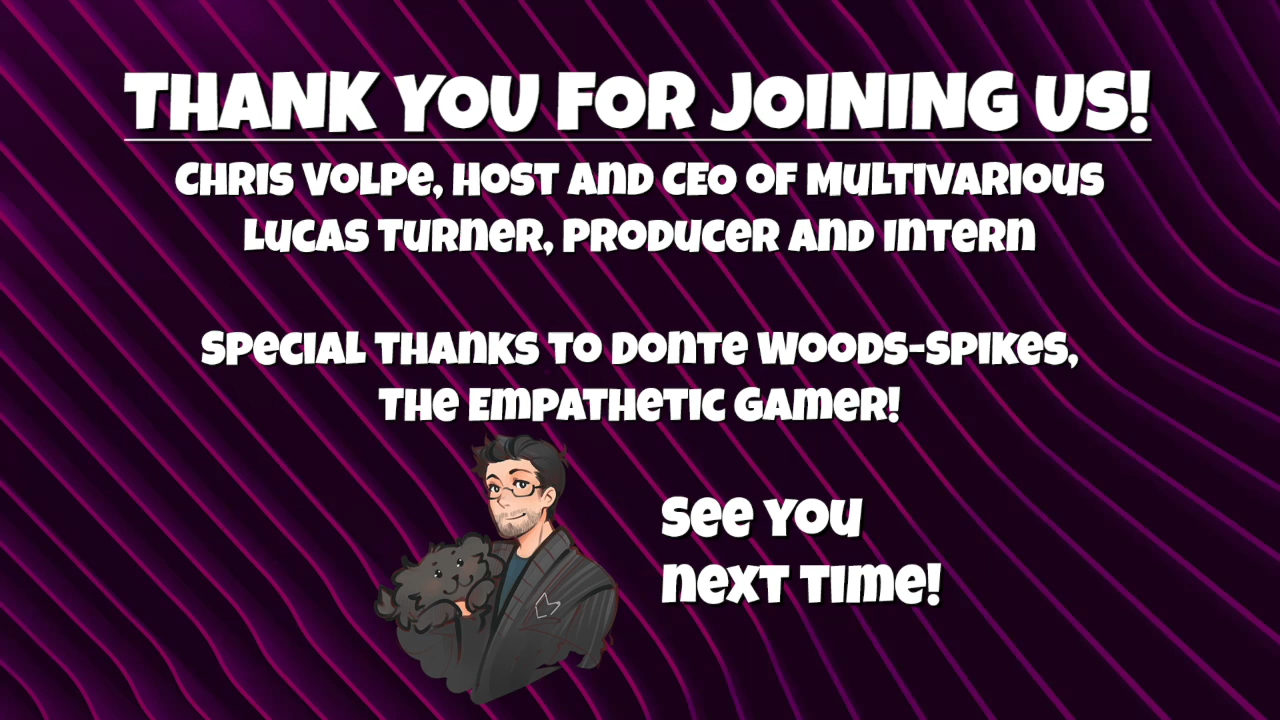 THANK YOU FOR JOINING US!
Chris Volpe, Host and CEO of Multivarious
Lucas Turner, Producer and Intern
Special Thanks to Donte Woods-Spikes,
The Empathetic Gamer!
See you
next time!